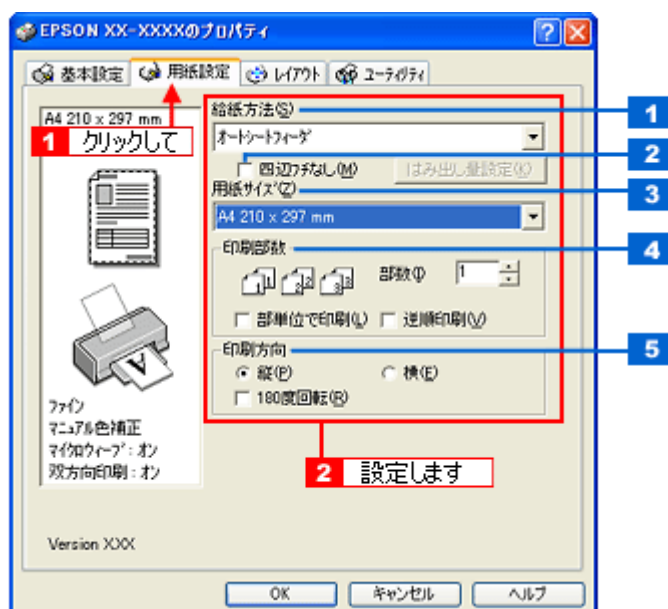 EPSON XX-XXXXのプロパティ
基本設定 用紙設定 レイアウト ユーティリティ
A4 210 x 297 mm
1 クリックして
給紙方法(S)
1
オートシートフィーダ
2
四辺フチなし(M) はみ出し量設定(K)
用紙サイズ(Z)
3
A4 210 x 297 mm
印刷部数
4
1 1 2 2 3 3
部数(I) 1
部単位で印刷(L) 逆順印刷(V)
印刷方向
5
縦(P) 横(E)
180度回転(R)
A
ファイン
マニュアル色補正
マイクロウィーブ:オン
双方向印刷:オン
2 設定します
Version XXX
OK キャンセル ヘルプ